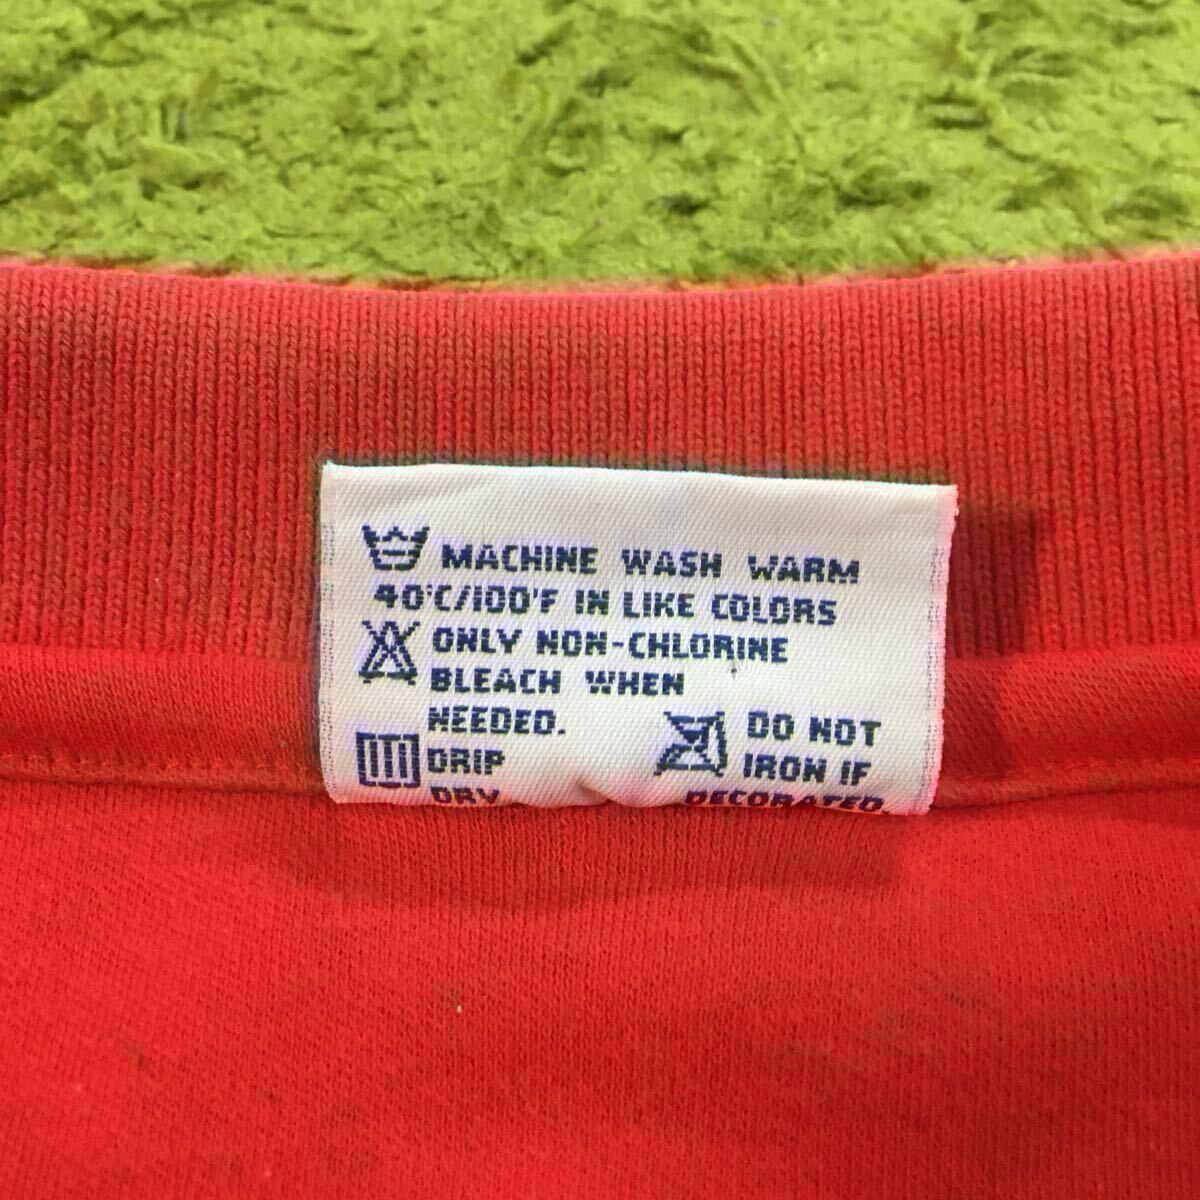 MACHINE WASH WARM
40°C/100°F IN LIKE COLORS
ONLY NON-CHLORINE
BLEACH WHEN
NEEDED.
DRIP
DRY
DO NOT
IRON IF
DECORATED.